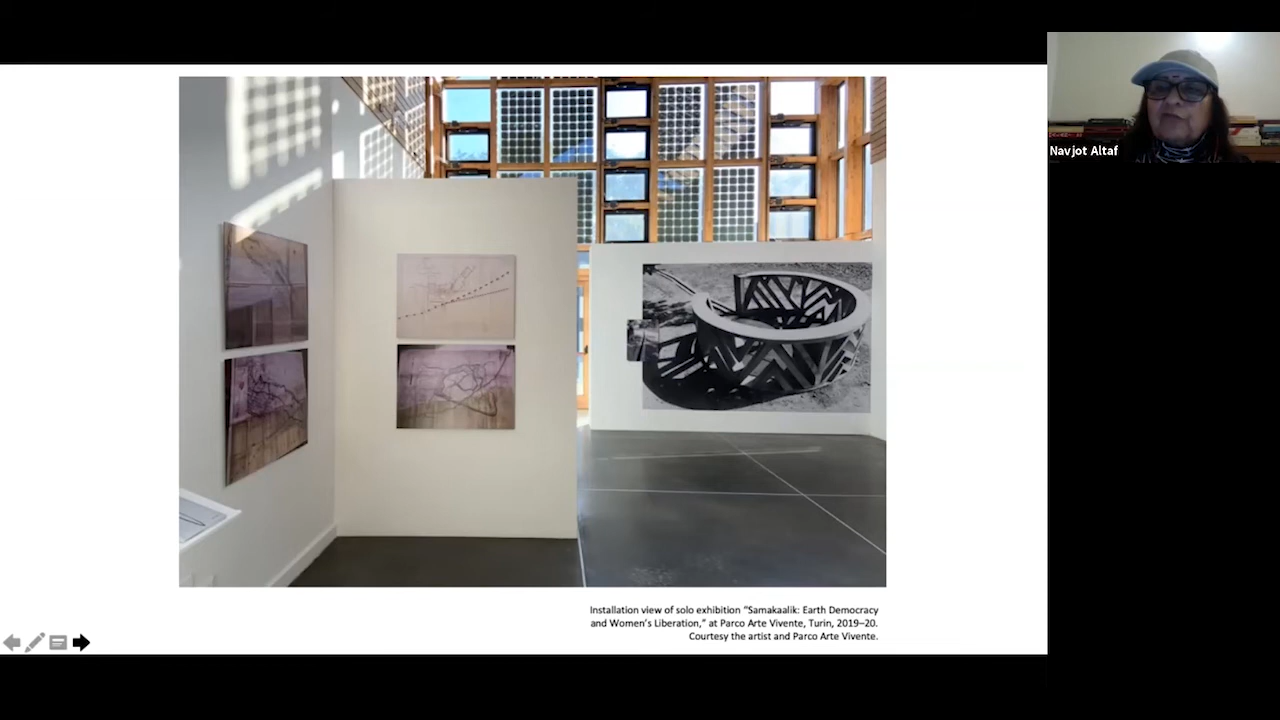 Navjot Altaf
Installation view of solo exhibition “Samakaalik: Earth Democracy
and Women’s Liberation,” at Parco Arte Vivente, Turin, 2019–20.
Courtesy the artist and Parco Arte Vivente.